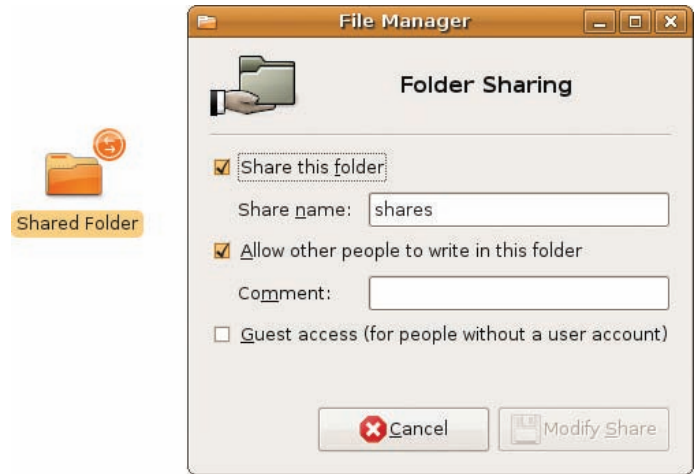 File Manager
Folder Sharing
Share this folder
Share name: shares
Allow other people to write in this folder
Comment:
Guest access (for people without a user account)
Cancel Modify Share
Shared Folder